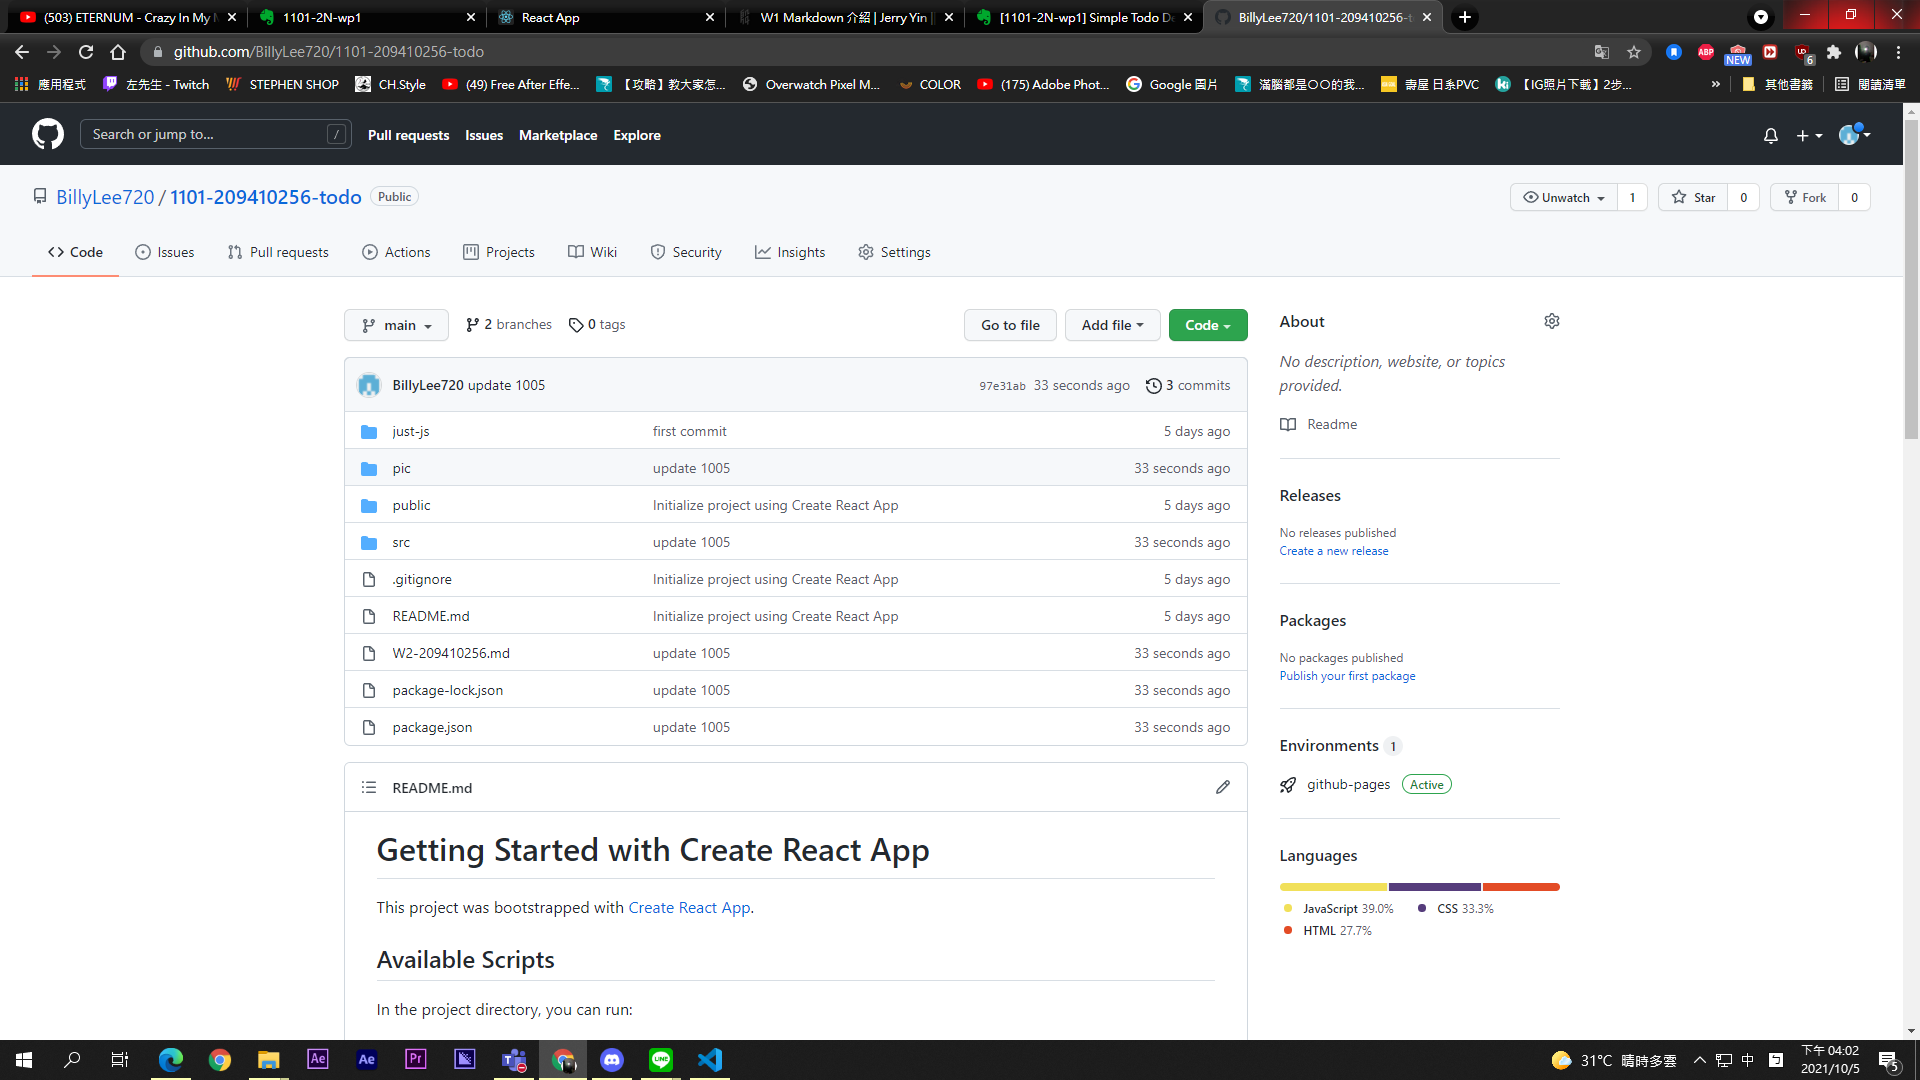 (503) ETERNUM - Crazy In My M
1101-2N-wp1
React App
W1 Markdown 介紹 | Jerry Yin |
[1101-2N-wp1] Simple Todo De
BillyLee720/1101-209410256-t
github.com/BillyLee720/1101-209410256-todo
ABP
NEW
6
應用程式
左先生 - Twitch
STEPHEN SHOP
CH.Style
(49) Free After Effe...
【攻略】教大家怎...
Overwatch Pixel M...
COLOR
(175) Adobe Phot...
Google 圖片
滿腦都是〇〇的我...
壽屋 日系PVC
【IG照片下載】2步...
»
其他書籤
閱讀清單
Search or jump to...
/
Pull requests
Issues
Marketplace
Explore
BillyLee720 / 1101-209410256-todo
Public
Unwatch
1
Star
0
Fork
0
Code
Issues
Pull requests
Actions
Projects
Wiki
Security
Insights
Settings
main
2 branches
0 tags
Go to file
Add file
Code
BillyLee720 update 1005
97e31ab
33 seconds ago
3 commits
just-js
first commit
5 days ago
pic
update 1005
33 seconds ago
public
Initialize project using Create React App
5 days ago
src
update 1005
33 seconds ago
.gitignore
Initialize project using Create React App
5 days ago
README.md
Initialize project using Create React App
5 days ago
W2-209410256.md
update 1005
33 seconds ago
package-lock.json
update 1005
33 seconds ago
package.json
update 1005
33 seconds ago
README.md
Getting Started with Create React App
This project was bootstrapped with Create React App.
Available Scripts
In the project directory, you can run:
About
No description, website, or topics
provided.
Readme
Releases
No releases published
Create a new release
Packages
No packages published
Publish your first package
Environments 1
github-pages
Active
Languages
JavaScript 39.0%
CSS 33.3%
HTML 27.7%
Ae
Ae
Pr
T
LINE
31°C 晴時多雲
中
下午 04:02
2021/10/5
5